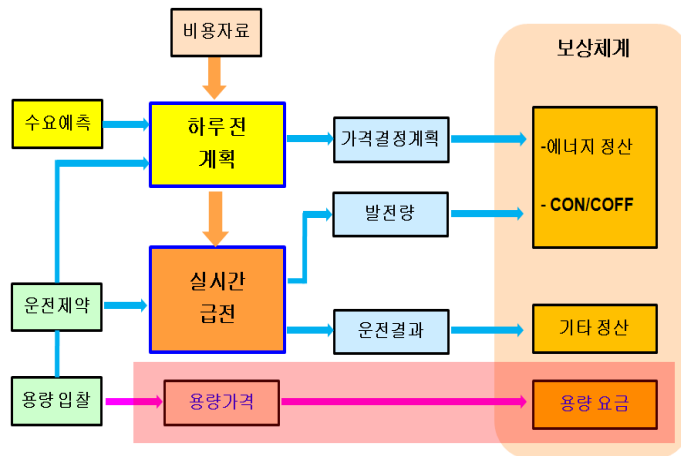 비용자료
보상체계
수요예측
하루전
계획
가격결정계획
-에너지 정산
- CON/COFF
발전량
실시간
급전
운전제약
운전결과
기타 정산
용량 입찰
용량가격
용량 요금